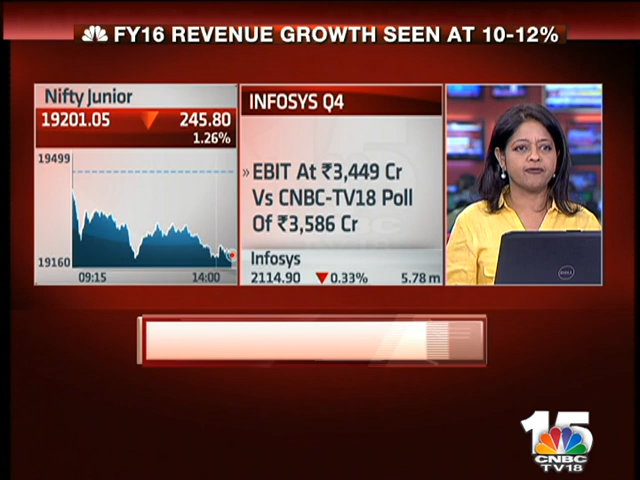 FY16 REVENUE GROWTH SEEN AT 10-12%
Nifty Junior
19201.05 245.80
1.26%
19499
19160
09:15 14:00
INFOSYS Q4
» EBIT At ₹3,449 Cr
Vs CNBC-TV18 Poll
Of ₹3,586 Cr
Infosys
2114.90 ▼0.33% 5.78 m
DELL
15
CNBC
TV18